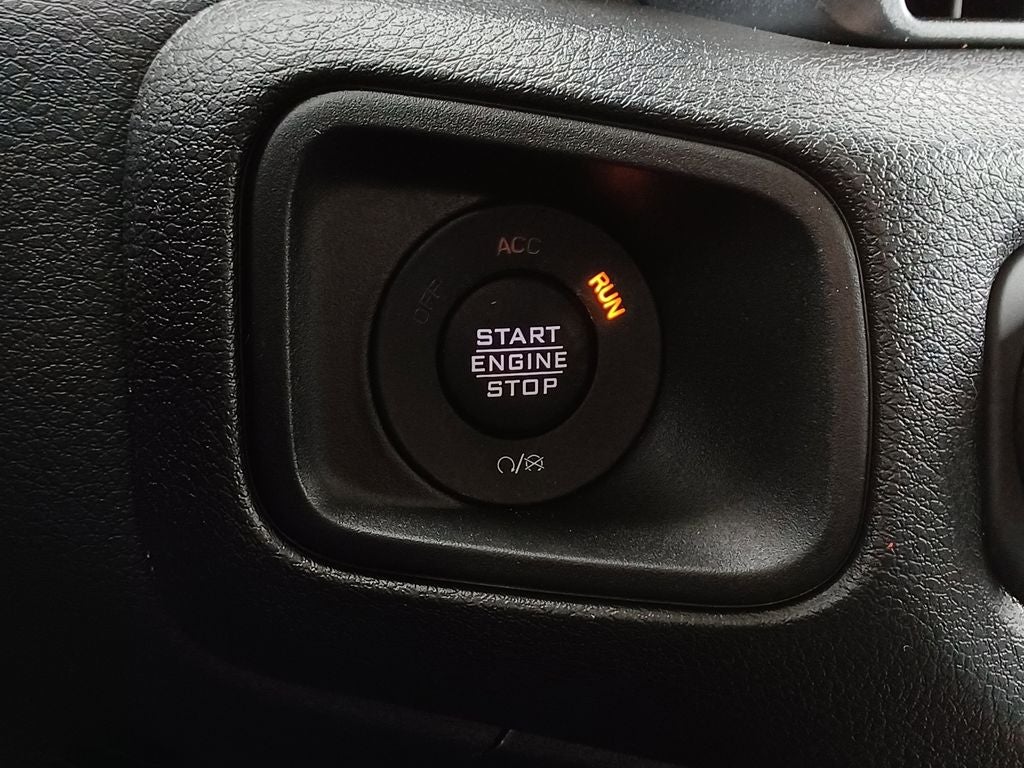 ACC
OFF
RUN
START
ENGINE
STOP